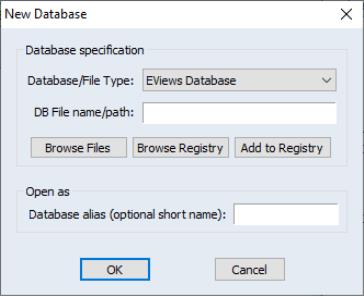 New Database
Database specification
Database/File Type: EViews Database
DB File name/path:
Browse Files Browse Registry Add to Registry
Open as
Database alias (optional short name):
OK Cancel